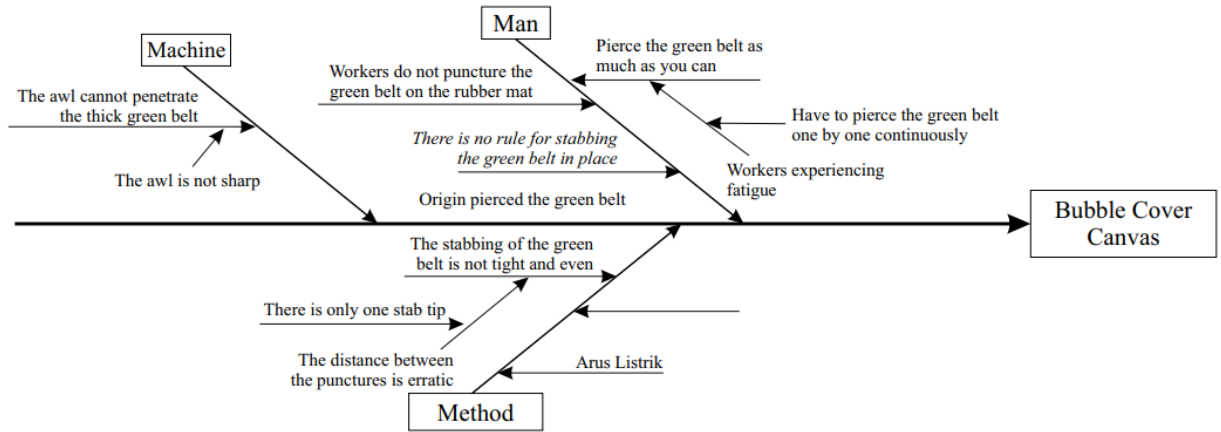 Man
Machine
Pierce the green belt as
much as you can
Workers do not puncture the
green belt on the rubber mat
The awl cannot penetrate
the thick green belt
Have to pierce the green belt
one by one continuously
There is no rule for stabbing
the green belt in place
The awl is not sharp
Workers experiencing
fatigue
Origin pierced the green belt
Bubble Cover
Canvas
The stabbing of the green
belt is not tight and even
There is only one stab tip
The distance between
the punctures is erratic
Arus Listrik
Method